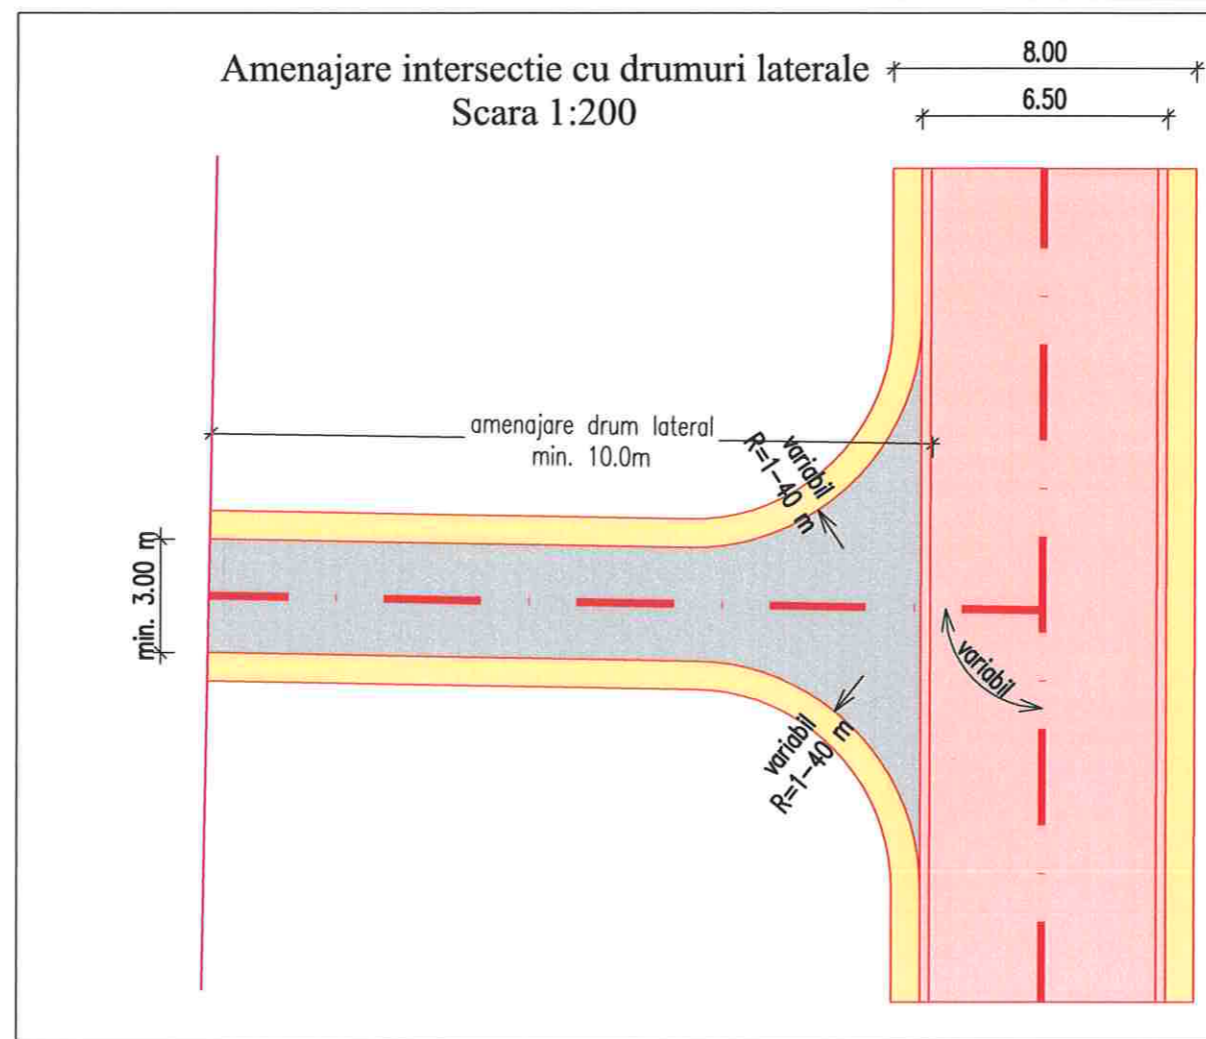 Amenajare intersectie cu drumuri laterale
Scara 1:200
8.00
6.50
amenajare drum lateral
min. 10.0m
variabil
R=1-40 m
min. 3.00 m
variabil
variabil
R=1-40 m